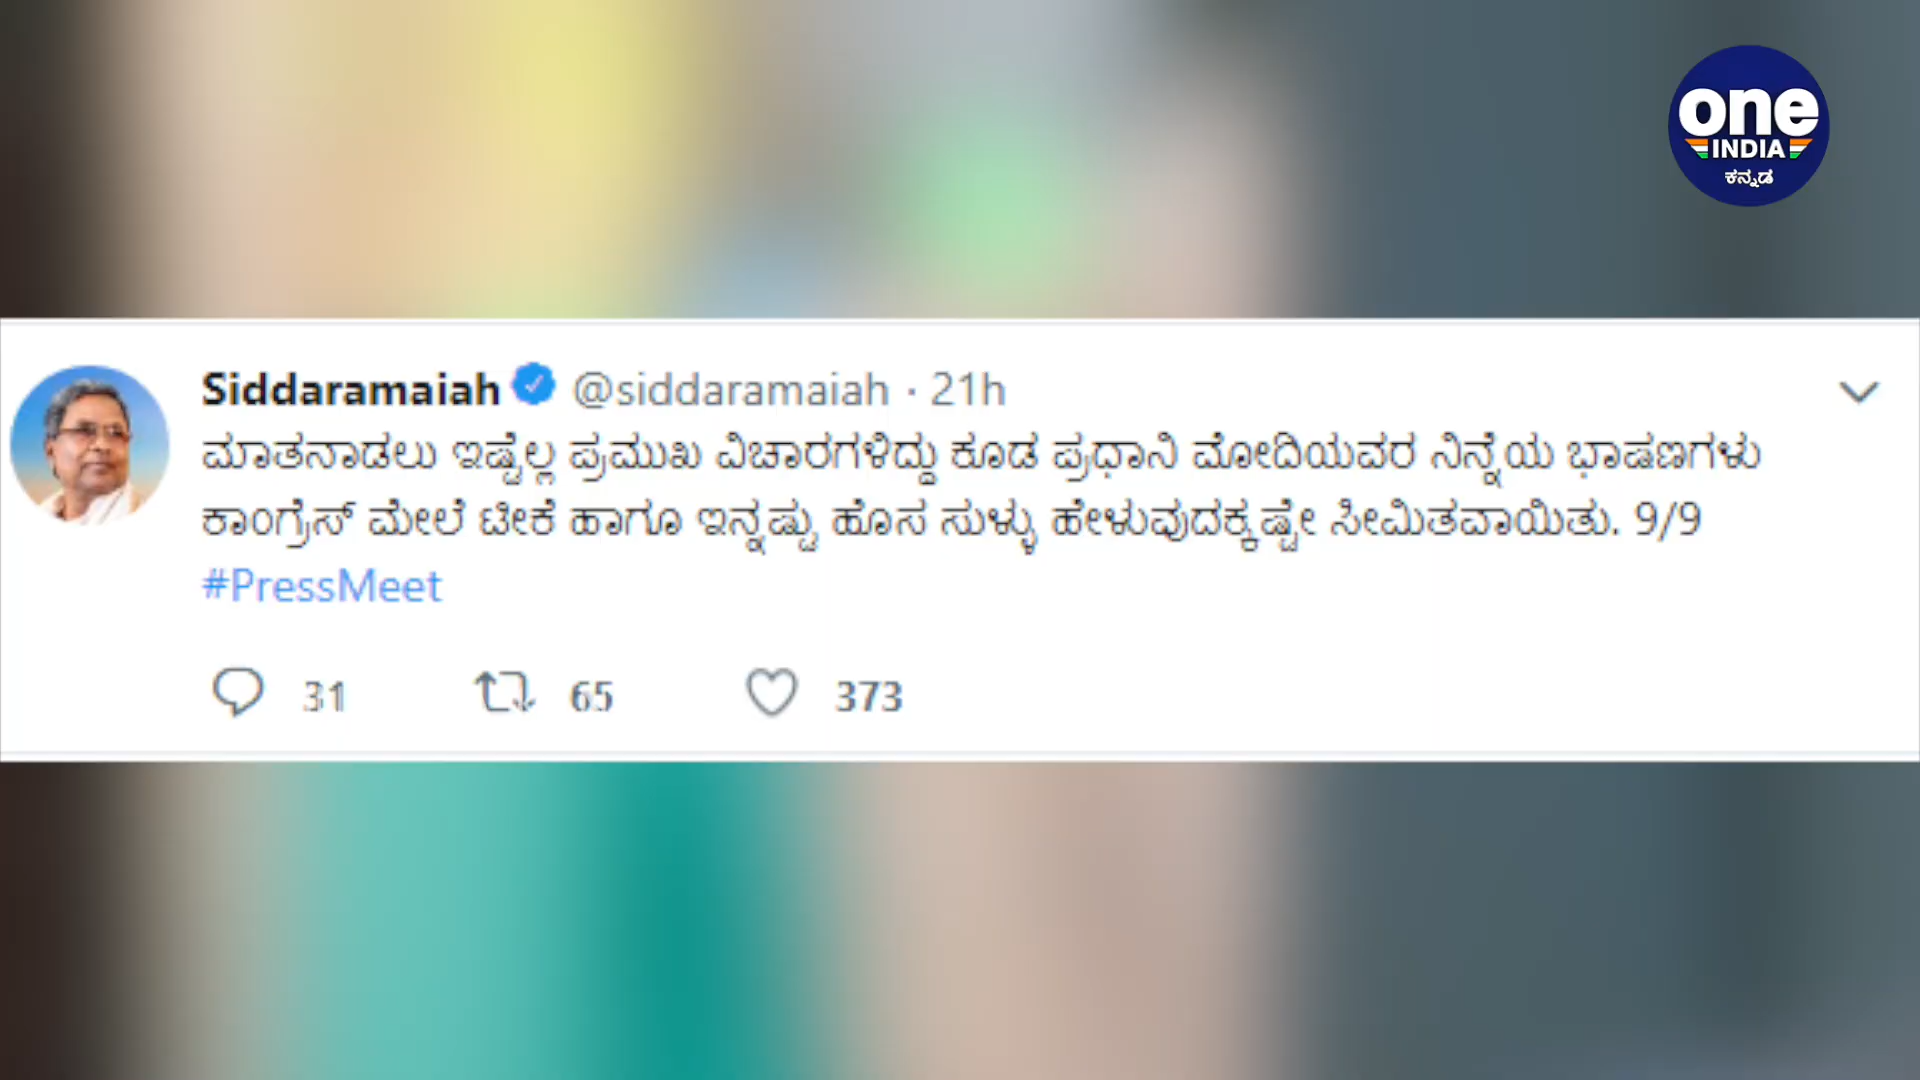 one
INDIA
ಕನ್ನಡ
Siddaramaiah @siddaramaiah · 21h
ಮಾತನಾಡಲು ಇಷ್ಟೆಲ್ಲ ಪ್ರಮುಖ ವಿಚಾರಗಳಿದ್ದು ಕೂಡ ಪ್ರಧಾನಿ ಮೋದಿಯವರ ನಿನ್ನೆಯ ಭಾಷಣಗಳು
ಕಾಂಗ್ರೆಸ್ ಮೇಲೆ ಟೀಕೆ ಹಾಗೂ ಇನ್ನಷ್ಟು ಹೊಸ ಸುಳ್ಳು ಹೇಳುವುದಕ್ಕಷ್ಟೇ ಸೀಮಿತವಾಯಿತು. 9/9
#PressMeet
31 65 373